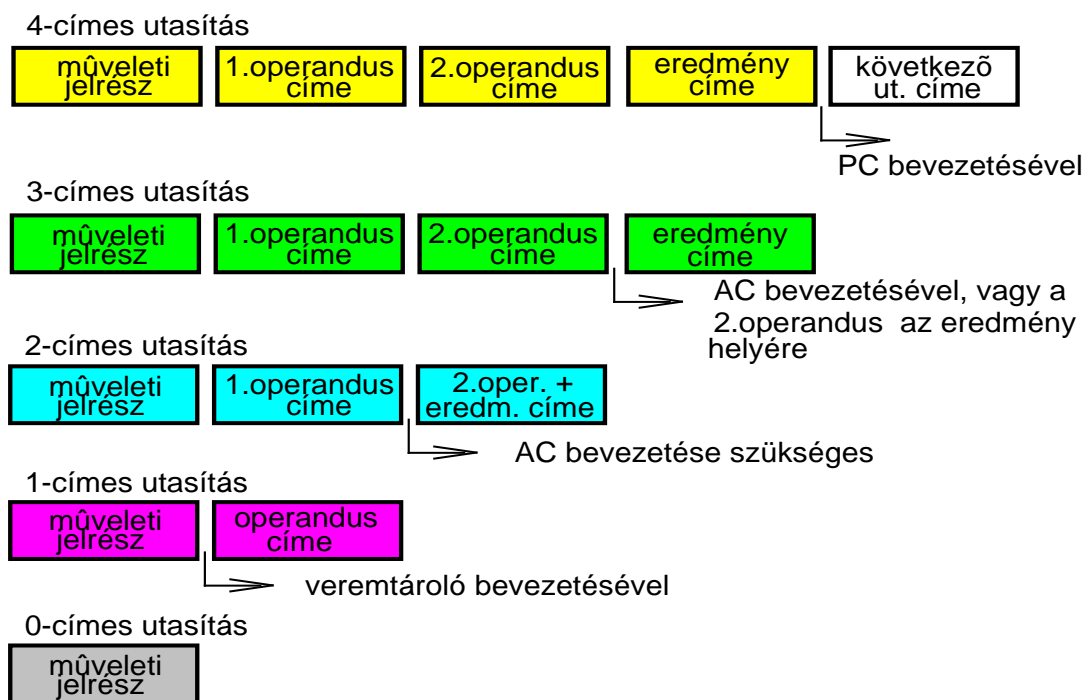 4-címes utasítás
mûveleti
jelrész
1.operandus
címe
2.operandus
címe
eredmény
címe
következõ
ut. címe
PC bevezetésével
3-címes utasítás
mûveleti
jelrész
1.operandus
címe
2.operandus
címe
eredmény
címe
AC bevezetésével, vagy a
2.operandus az eredmény
helyére
2-címes utasítás
mûveleti
jelrész
1.operandus
címe
2.oper. +
eredm. címe
AC bevezetése szükséges
1-címes utasítás
mûveleti
jelrész
operandus
címe
veremtároló bevezetésével
0-címes utasítás
mûveleti
jelrész